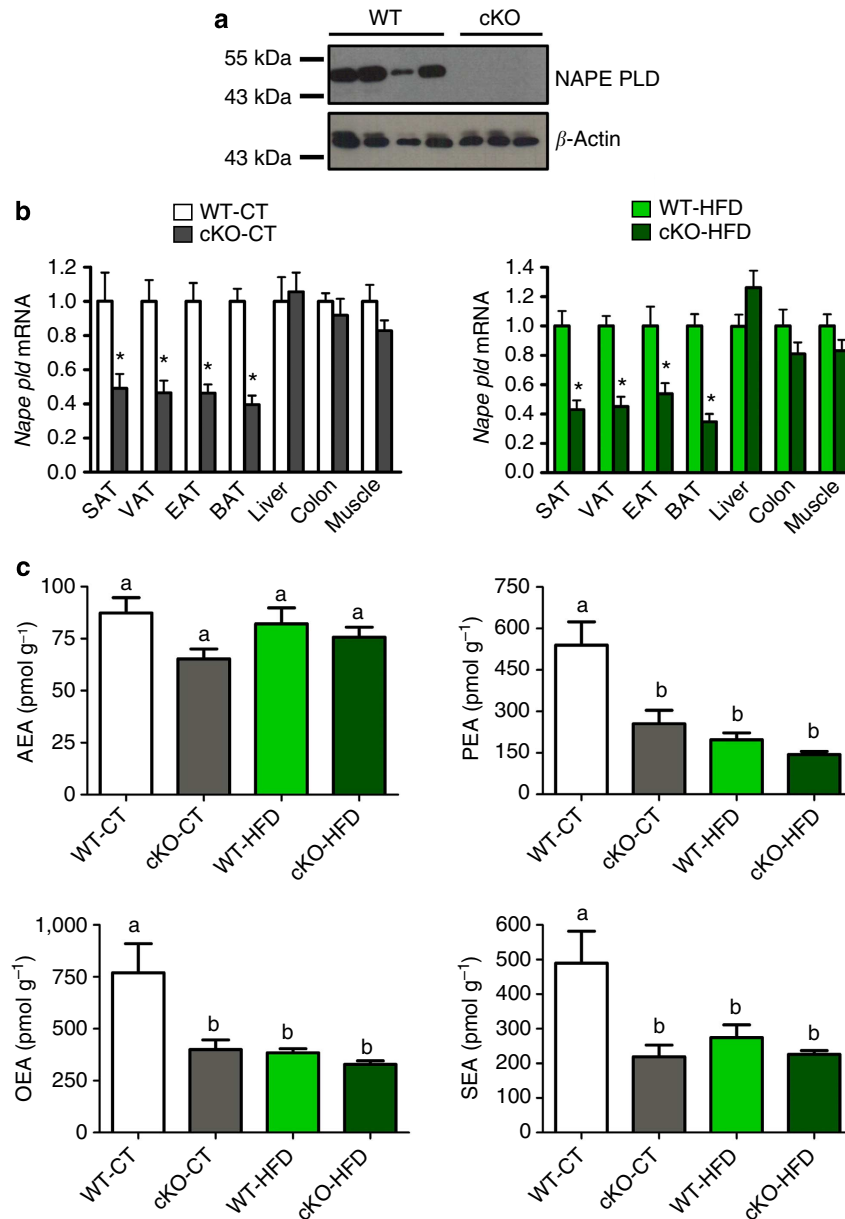 a
WT cKO
55 kDa
43 kDa
NAPE PLD
43 kDa
β-Actin
b
WT-CT
cKO-CT
Nape pld mRNA
1.2
1.0
0.8
0.6
0.4
0.2
0.0
* * * *
SAT VAT EAT BAT Liver Colon Muscle
WT-HFD
cKO-HFD
Nape pld mRNA
1.4
1.2
1.0
0.8
0.6
0.4
0.2
0.0
* * * *
SAT VAT EAT BAT Liver Colon Muscle
c
AEA (pmol g⁻¹)
100
75
50
25
0
a a a a
WT-CT cKO-CT WT-HFD cKO-HFD
PEA (pmol g⁻¹)
750
600
450
300
150
0
a b b b
WT-CT cKO-CT WT-HFD cKO-HFD
OEA (pmol g⁻¹)
1,000
750
500
250
0
a b b b
WT-CT cKO-CT WT-HFD cKO-HFD
SEA (pmol g⁻¹)
600
500
400
300
200
100
0
a b b b
WT-CT cKO-CT WT-HFD cKO-HFD